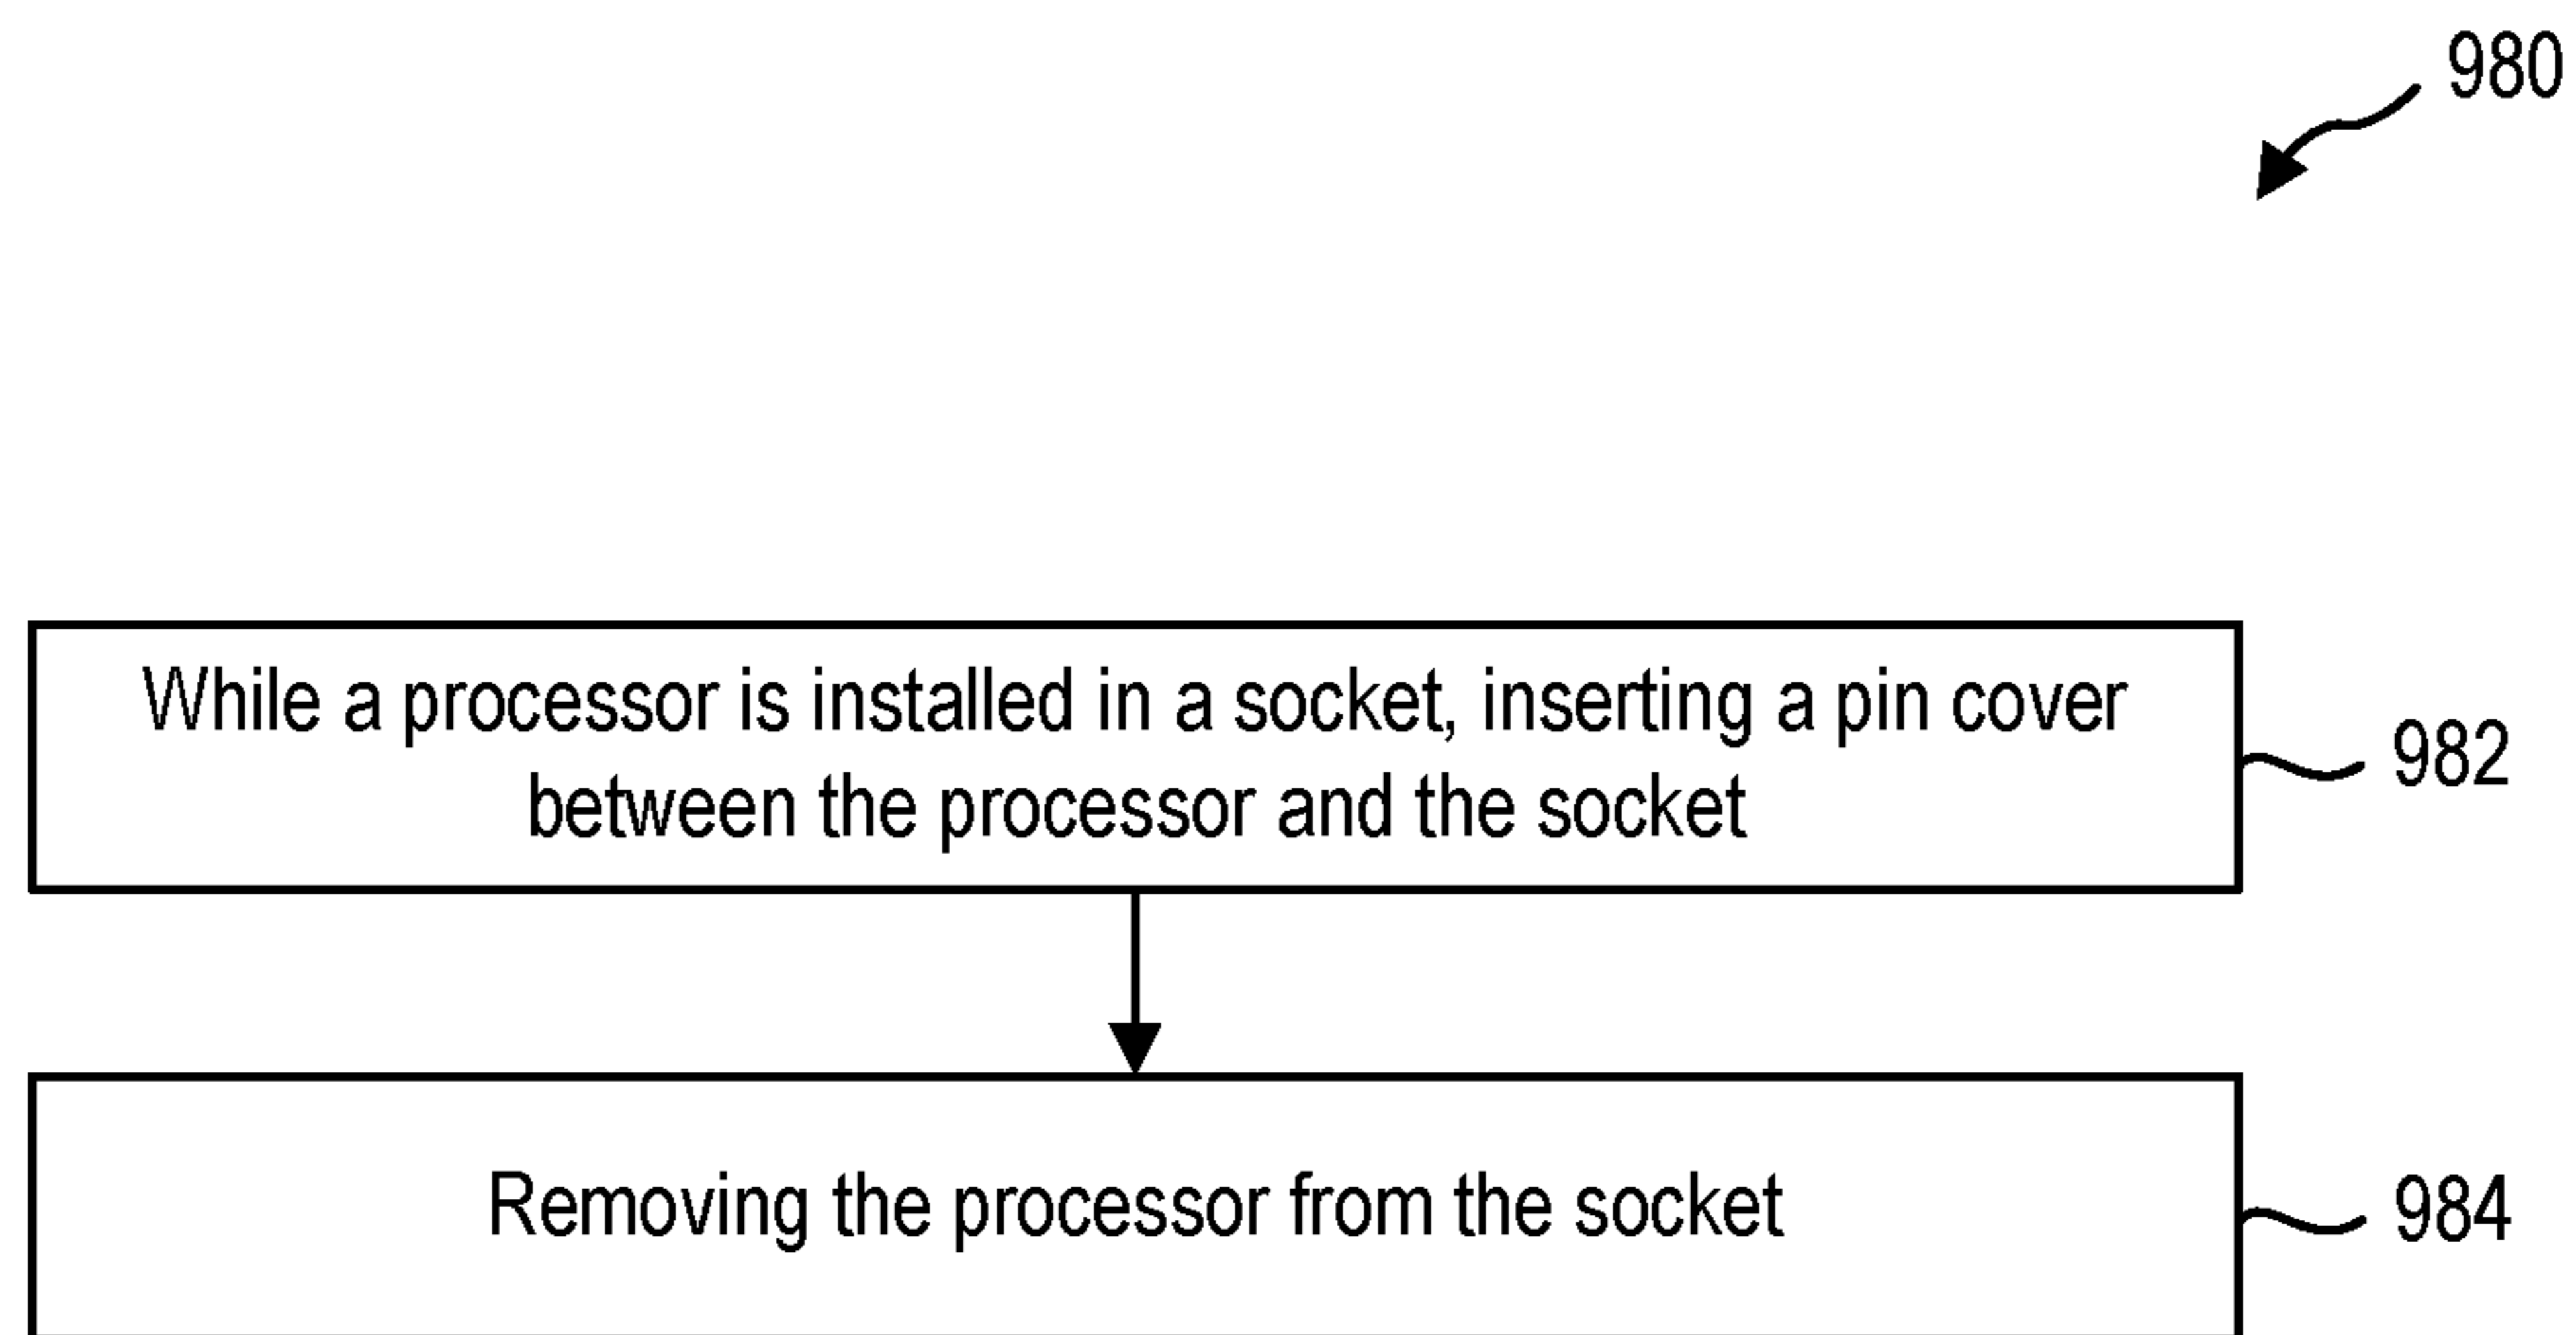 980
While a processor is installed in a socket, inserting a pin cover
between the processor and the socket
982
Removing the processor from the socket
984